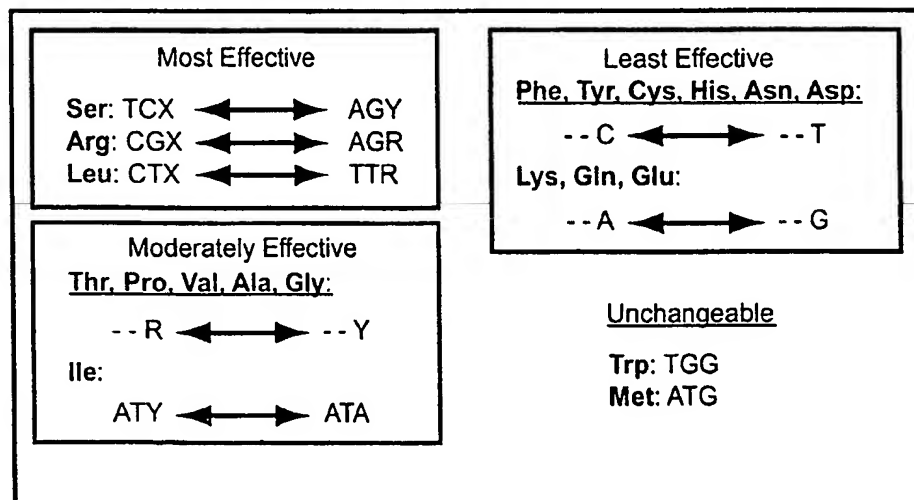 Most Effective
Ser: TCX AGY
Arg: CGX AGR
Leu: CTX TTR
Moderately Effective
Thr, Pro, Val, Ala, Gly:
- - R - - Y
Ile:
ATY ATA
Least Effective
Phe, Tyr, Cys, His, Asn, Asp:
- - C - - T
Lys, Gln, Glu:
- - A - - G
Unchangeable
Trp: TGG
Met: ATG